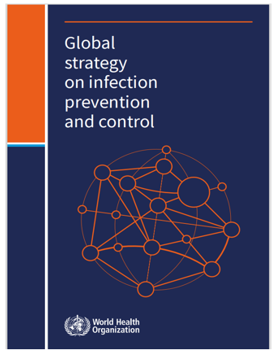 Global
strategy
on infection
prevention
and control
World Health
Organization